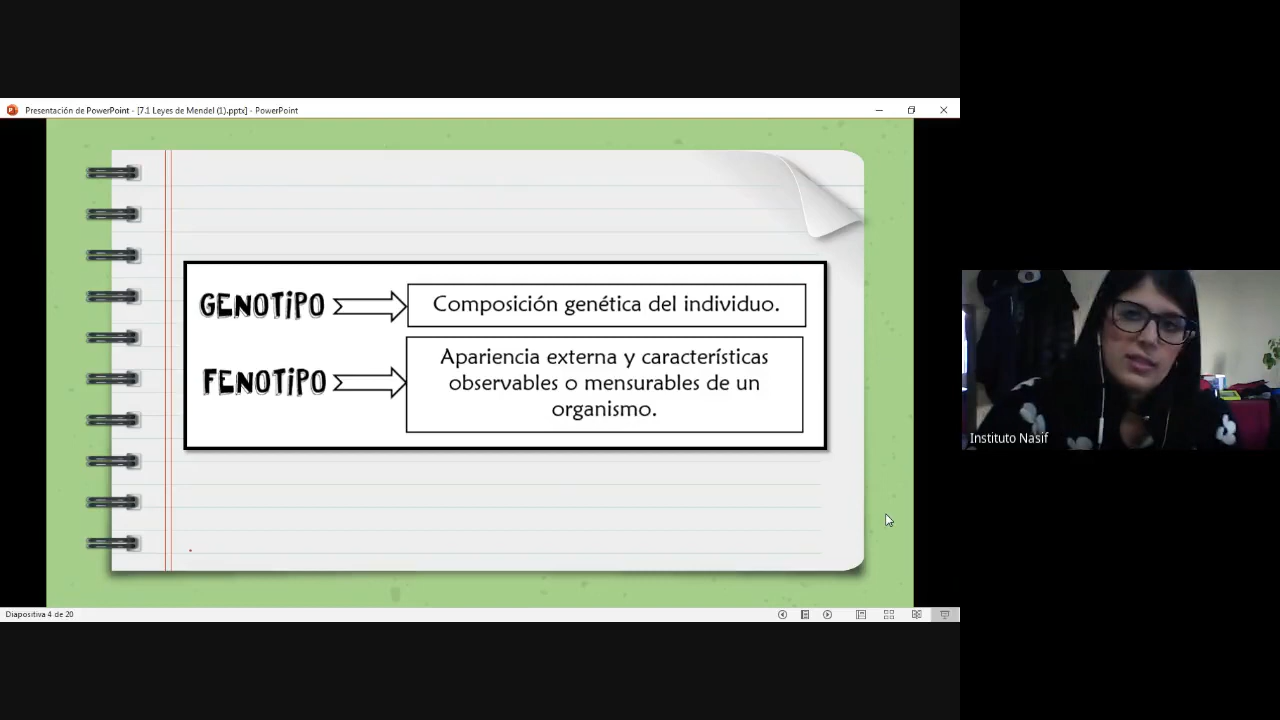 Presentación de PowerPoint - [7.1 Leyes de Mendel (1).pptx] - PowerPoint
GENOTIPO
Composición genética del individuo.
FENOTIPO
Apariencia externa y características
observables o mensurables de un
organismo.
Instituto Nasif
Diapositiva 4 de 20